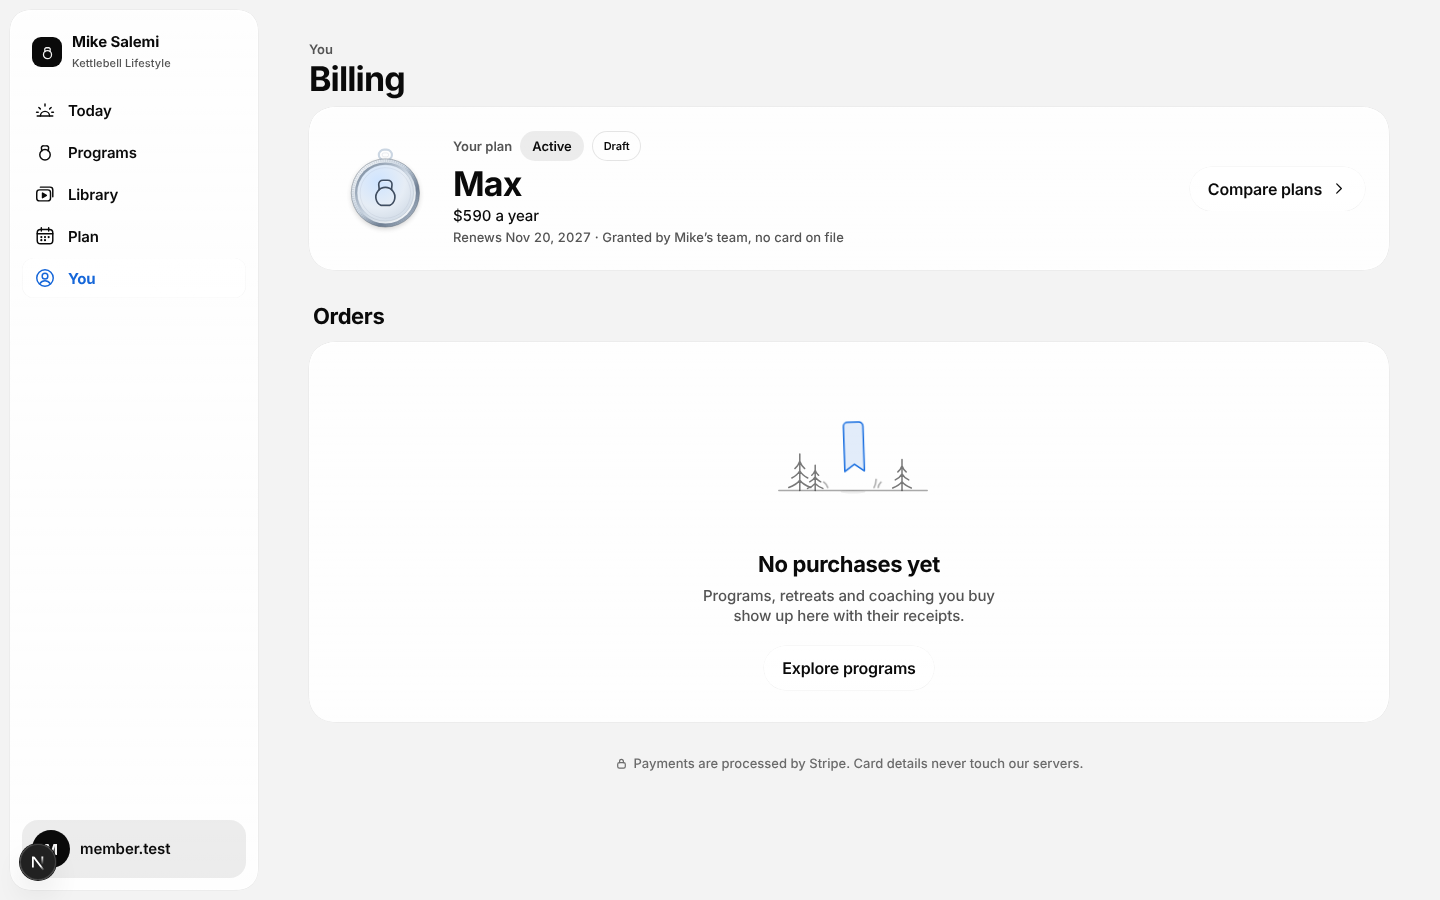 Mike Salemi
Kettlebell Lifestyle
Today
Programs
Library
Plan
You
member.test
N
You
Billing
Your plan Active Draft
Max
$590 a year
Renews Nov 20, 2027 · Granted by Mike’s team, no card on file
Compare plans
Orders
No purchases yet
Programs, retreats and coaching you buy
show up here with their receipts.
Explore programs
Payments are processed by Stripe. Card details never touch our servers.